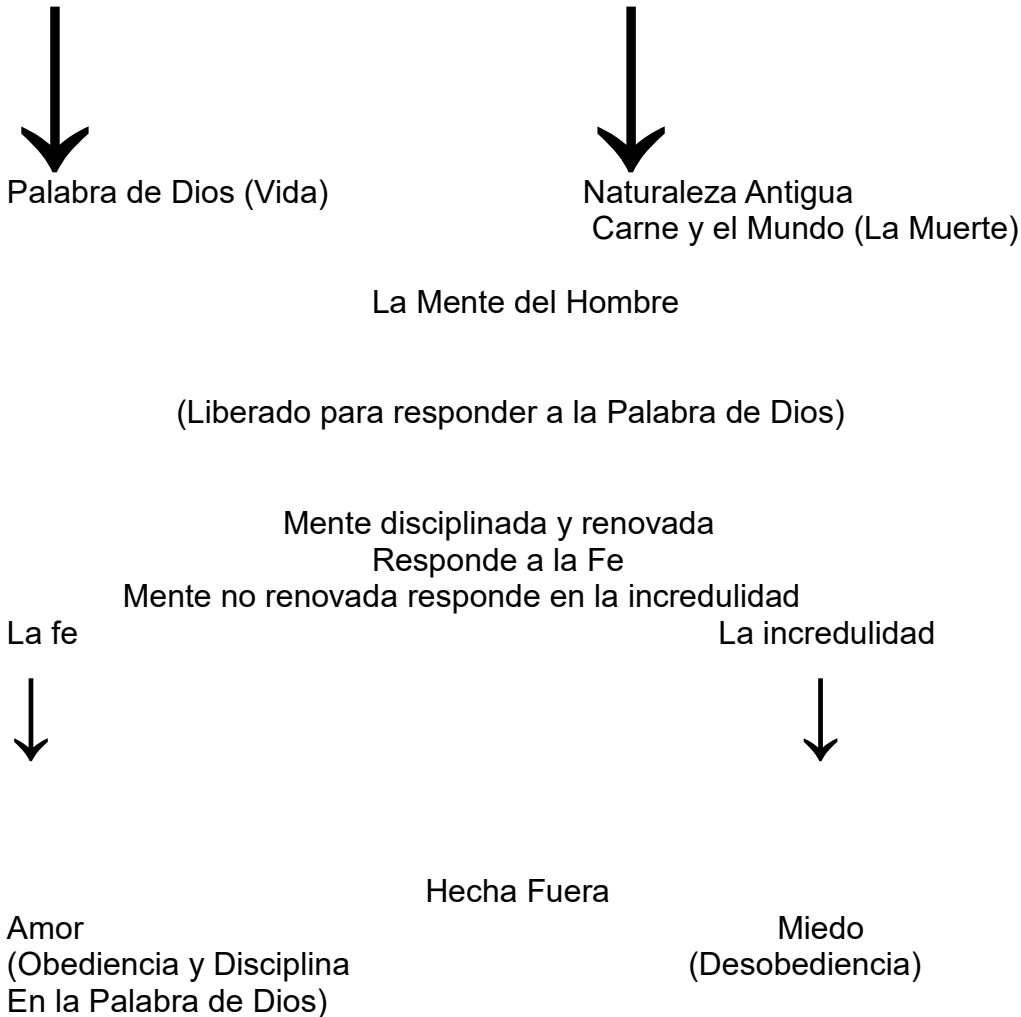 Palabra de Dios (Vida) Naturaleza Antigua
Carne y el Mundo (La Muerte)
La Mente del Hombre
(Liberado para responder a la Palabra de Dios)
Mente disciplinada y renovada
Responde a la Fe
Mente no renovada responde en la incredulidad
La fe La incredulidad
Hecha Fuera
Amor Miedo
(Obediencia y Disciplina (Desobediencia)
En la Palabra de Dios)